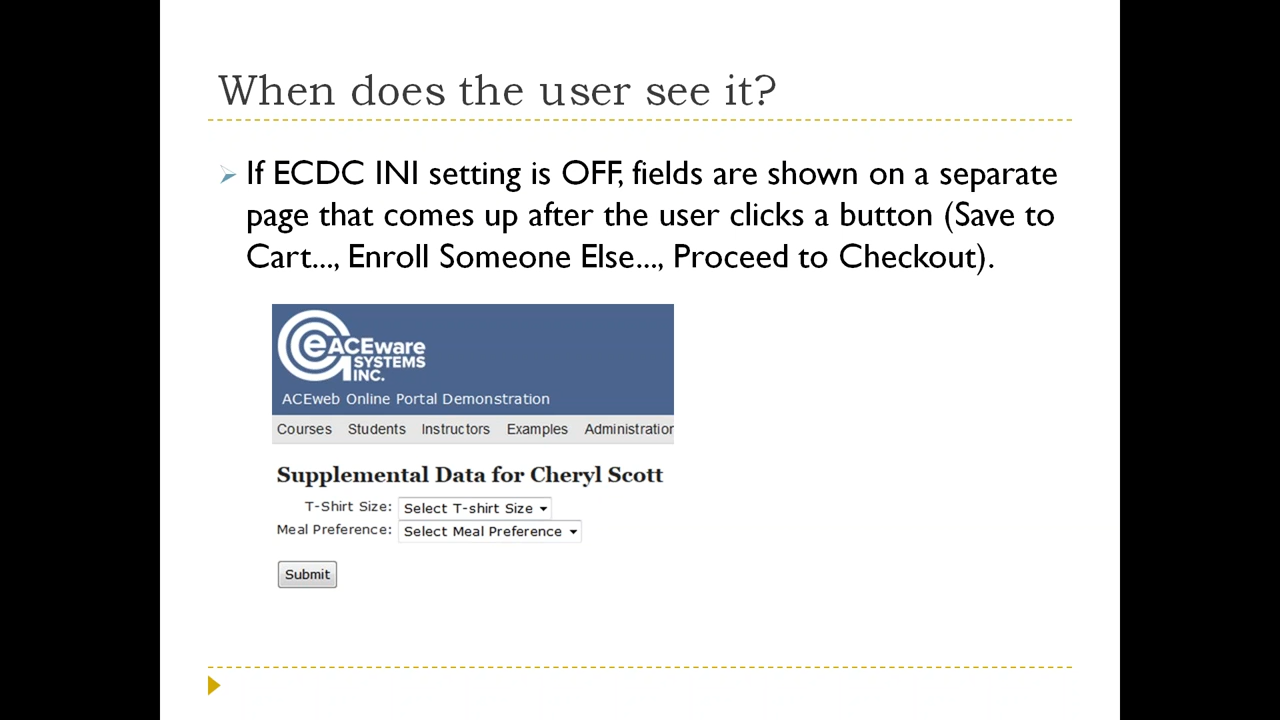 When does the user see it?
If ECDC INI setting is OFF, fields are shown on a separate
page that comes up after the user clicks a button (Save to
Cart..., Enroll Someone Else..., Proceed to Checkout).
e ACEware
SYSTEMS
INC.
ACEweb Online Portal Demonstration
Courses Students Instructors Examples Administration
Supplemental Data for Cheryl Scott
T-Shirt Size: Select T-shirt Size
Meal Preference: Select Meal Preference
Submit